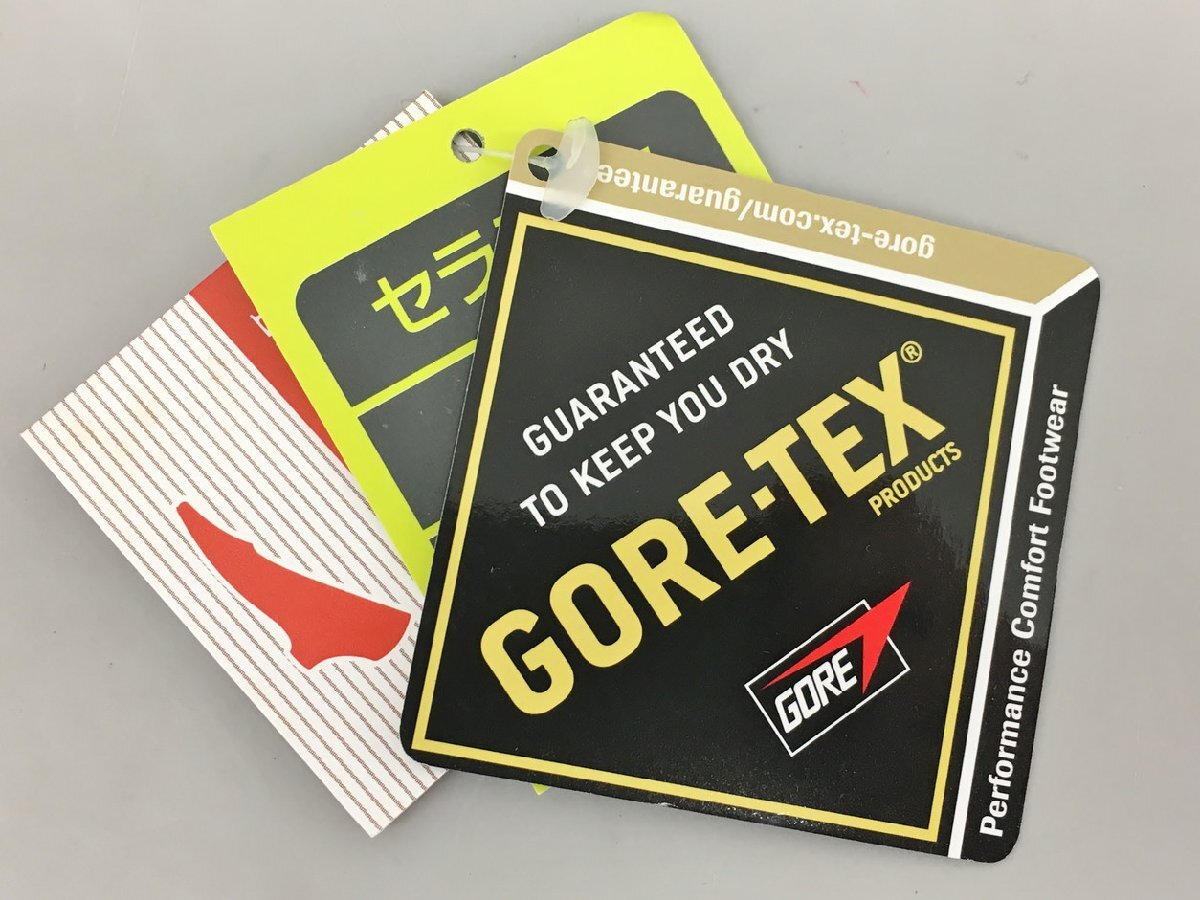 gore-tex.com/guarantee
GUARANTEED
TO KEEP YOU DRY
GORE-TEX®
PRODUCTS
GORE
Performance Comfort Footwear
セラ